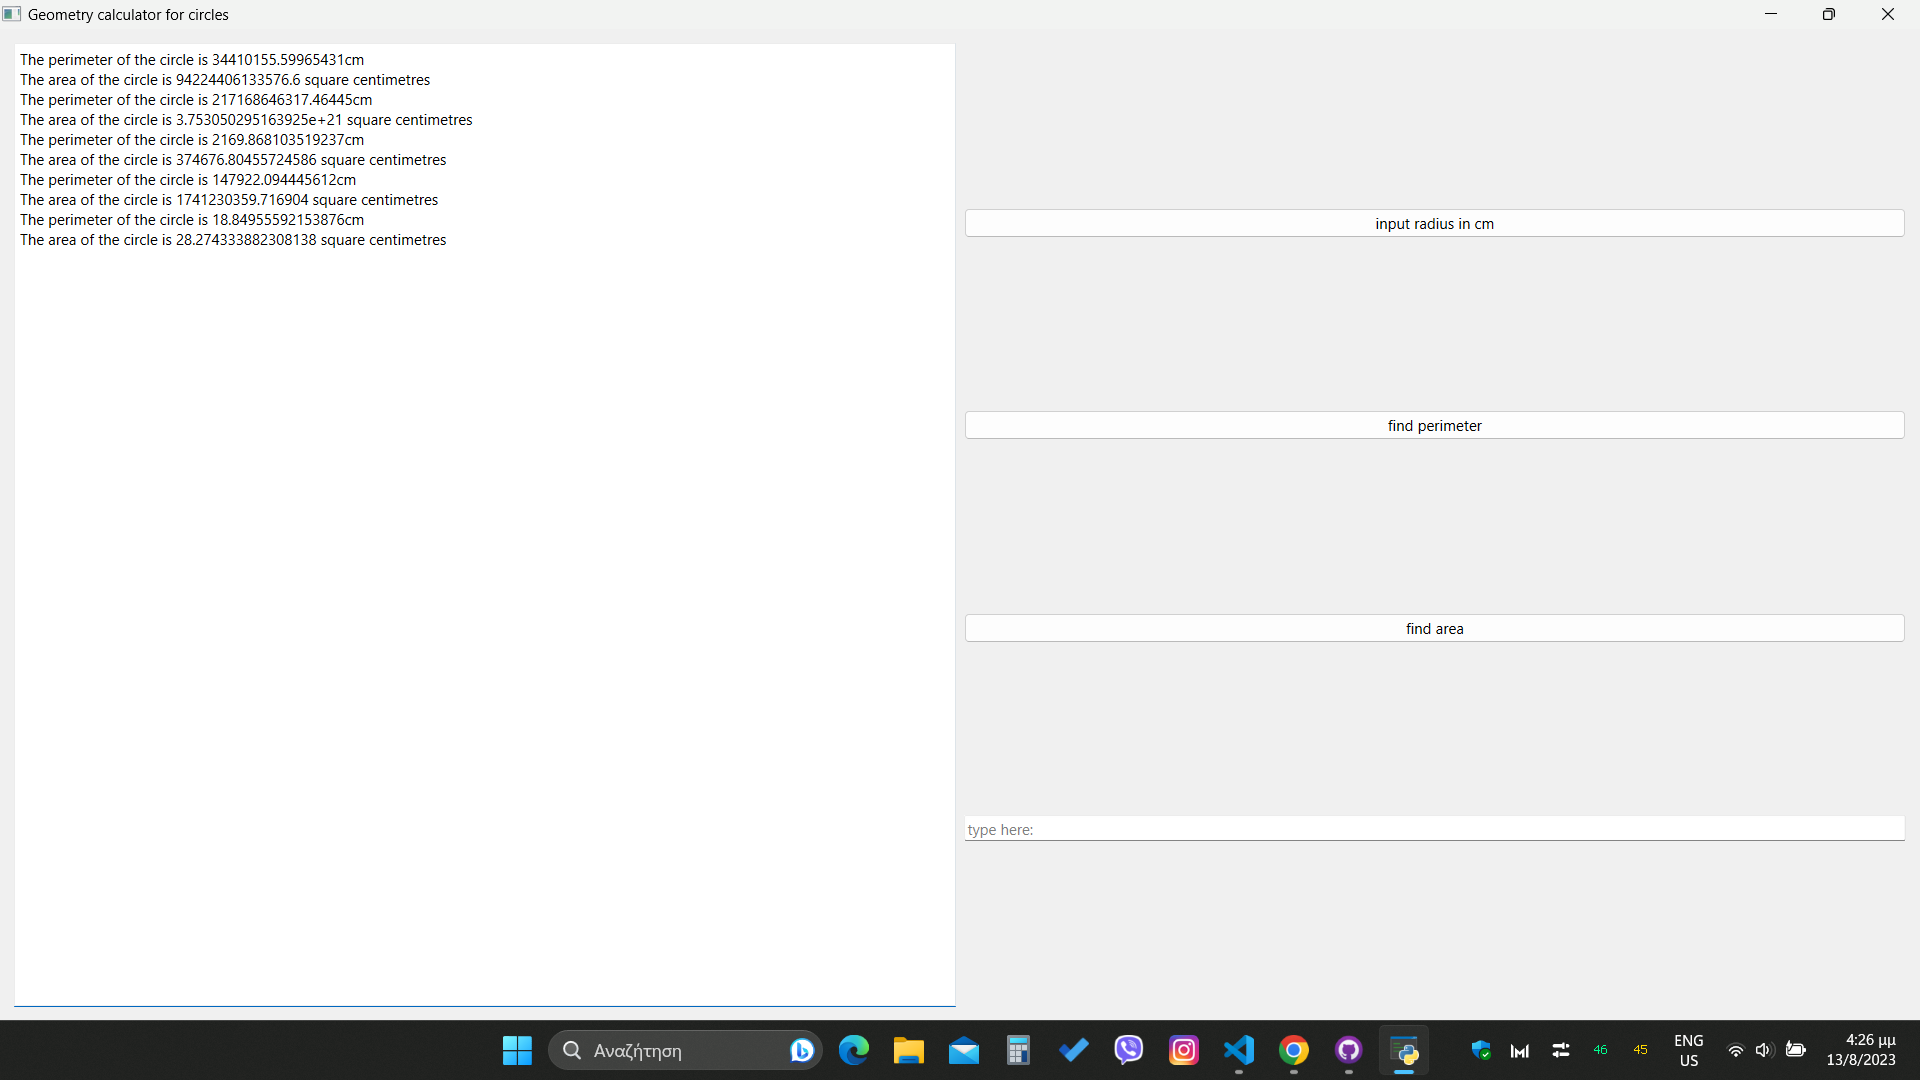 Geometry calculator for circles
The perimeter of the circle is 34410155.59965431cm
The area of the circle is 94224406133576.6 square centimetres
The perimeter of the circle is 217168646317.46445cm
The area of the circle is 3.753050295163925e+21 square centimetres
The perimeter of the circle is 2169.868103519237cm
The area of the circle is 374676.80455724586 square centimetres
The perimeter of the circle is 147922.094445612cm
The area of the circle is 1741230359.716904 square centimetres
The perimeter of the circle is 18.84955592153876cm
The area of the circle is 28.274333882308138 square centimetres
input radius in cm
find perimeter
find area
type here:
Αναζήτηση
46
45
ENG
US
4:26 μμ
13/8/2023